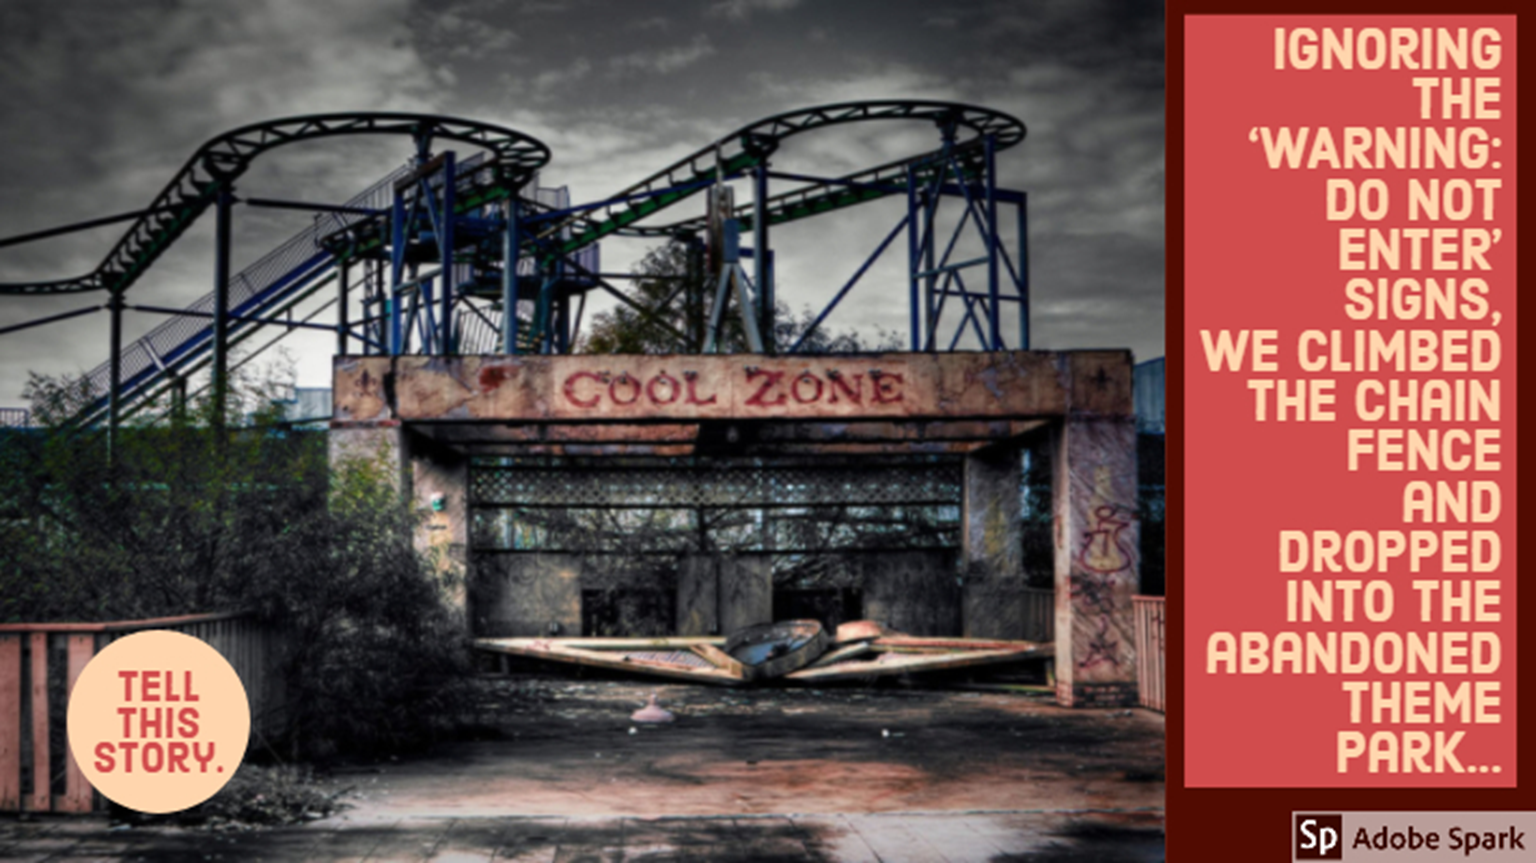 COOL ZONE
TELL
THIS
STORY.
IGNORING
THE
‘WARNING:
DO NOT
ENTER’
SIGNS,
WE CLIMBED
THE CHAIN
FENCE
AND
DROPPED
INTO THE
ABANDONED
THEME
PARK...
Sp Adobe Spark